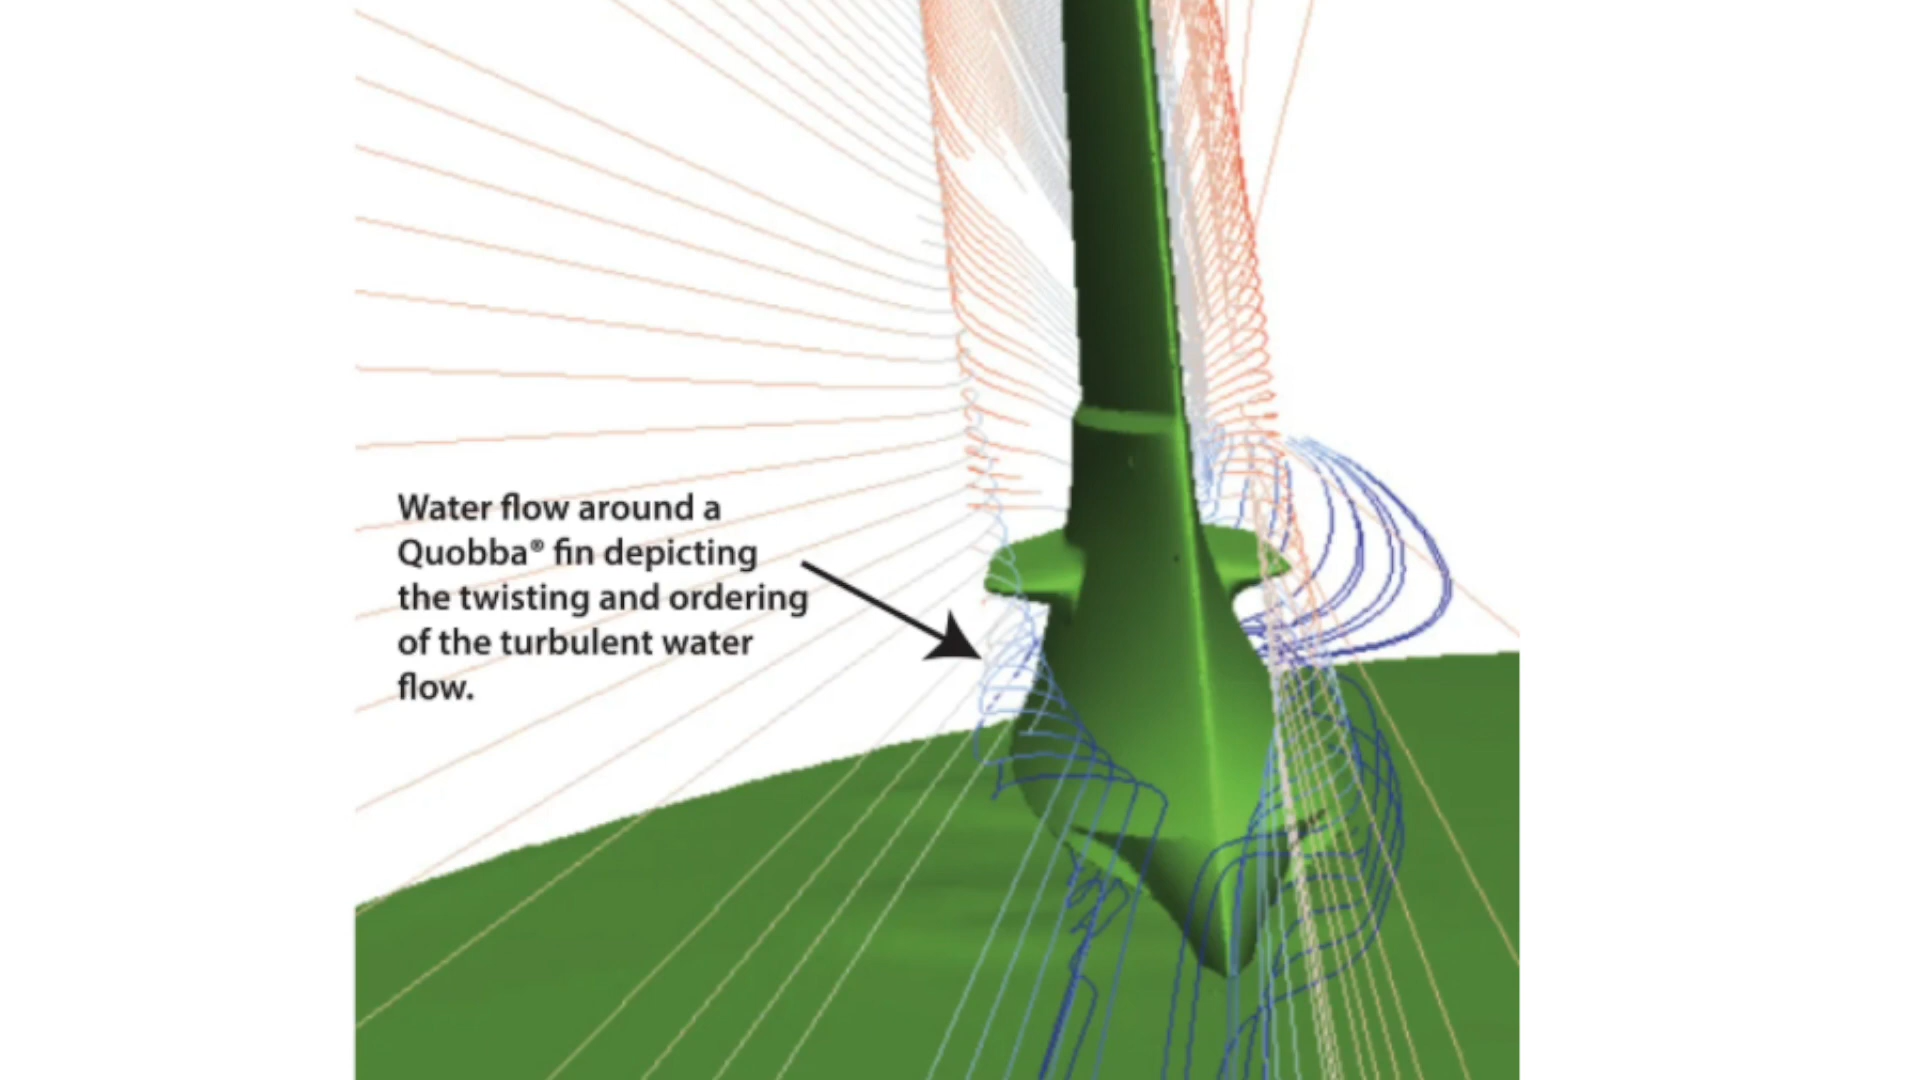 Water flow around a
Quobba® fin depicting
the twisting and ordering
of the turbulent water
flow.